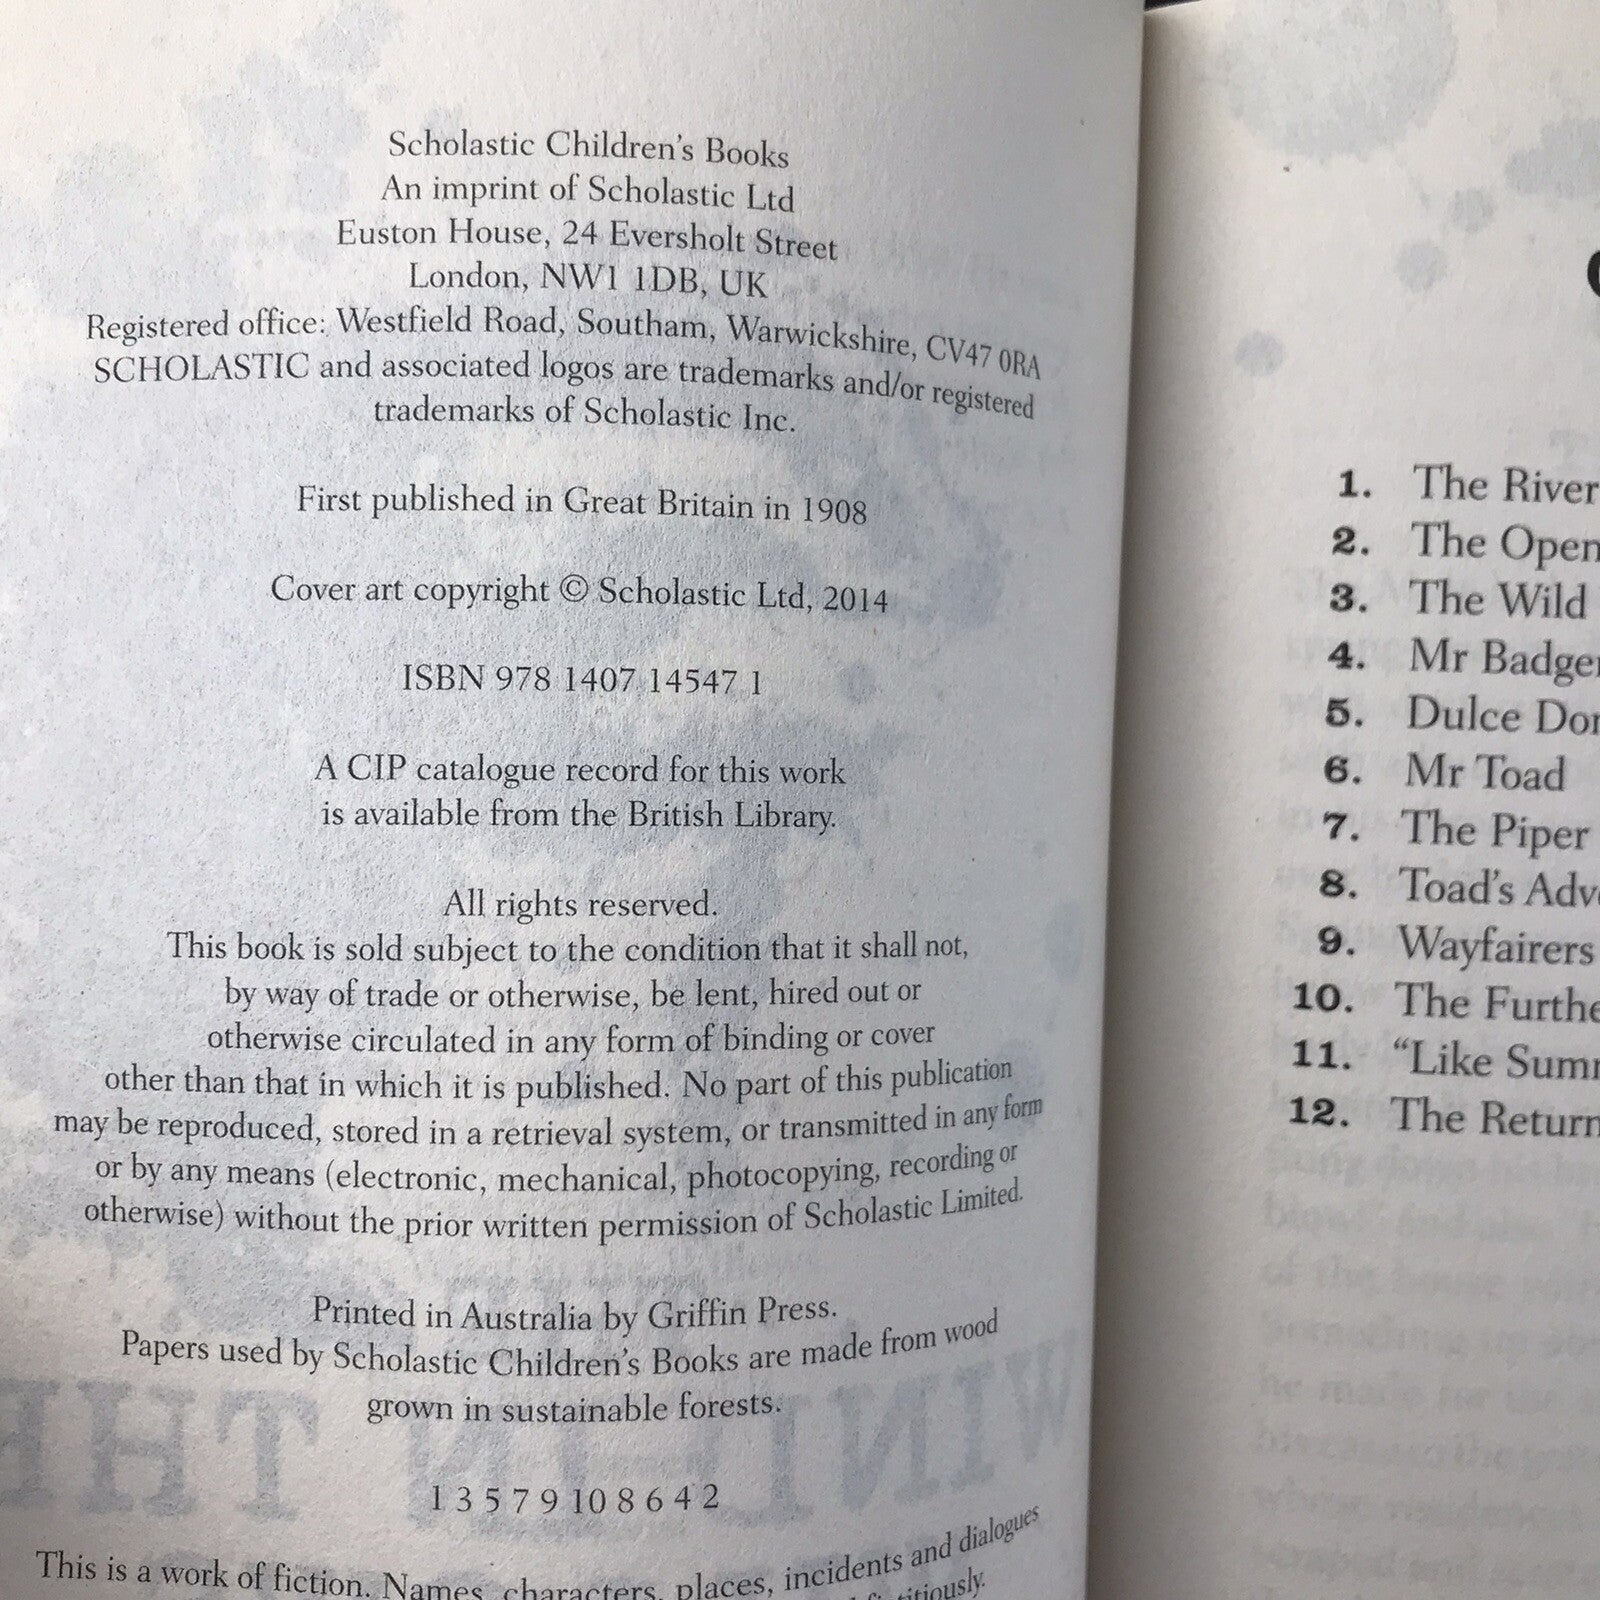 Scholastic Children's Books
An imprint of Scholastic Ltd
Euston House, 24 Eversholt Street
London, NW1 1DB, UK
Registered office: Westfield Road, Southam, Warwickshire, CV47 0RA
SCHOLASTIC and associated logos are trademarks and/or registered
trademarks of Scholastic Inc.
First published in Great Britain in 1908
Cover art copyright © Scholastic Ltd, 2014
ISBN 978 1407 14547 1
A CIP catalogue record for this work
is available from the British Library.
All rights reserved.
This book is sold subject to the condition that it shall not,
by way of trade or otherwise, be lent, hired out or
otherwise circulated in any form of binding or cover
other than that in which it is published. No part of this publication
may be reproduced, stored in a retrieval system, or transmitted in any form
or by any means (electronic, mechanical, photocopying, recording or
otherwise) without the prior written permission of Scholastic Limited.
Printed in Australia by Griffin Press.
Papers used by Scholastic Children's Books are made from wood
grown in sustainable forests.
1 3 5 7 9 10 8 6 4 2
This is a work of fiction. Names, characters, places, incidents and dialogues
1. The River
2. The Open
3. The Wild
4. Mr Badger
5. Dulce Dom
6. Mr Toad
7. The Piper
8. Toad's Adve
9. Wayfairers
10. The Furthe
11. "Like Summ
12. The Return